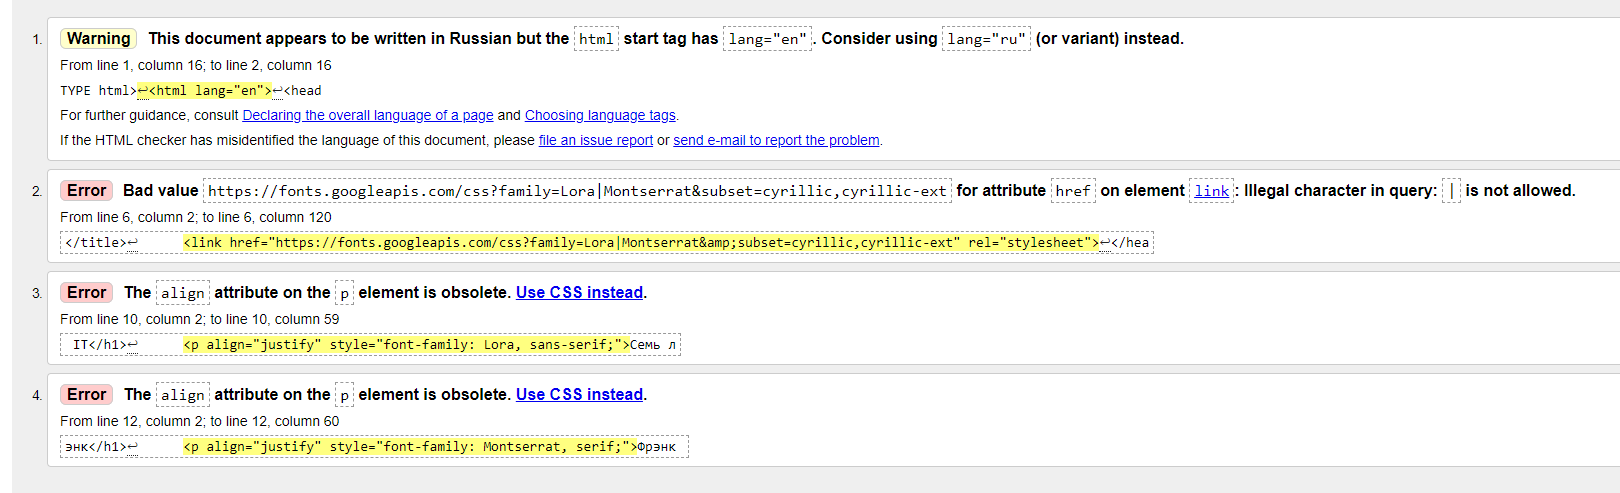 1. Warning This document appears to be written in Russian but the html start tag has lang="en". Consider using lang="ru" (or variant) instead.
From line 1, column 16; to line 2, column 16
TYPE html>↩<html lang="en">↩<head
For further guidance, consult Declaring the overall language of a page and Choosing language tags.
If the HTML checker has misidentified the language of this document, please file an issue report or send e-mail to report the problem.
2. Error Bad value https://fonts.googleapis.com/css?family=Lora|Montserrat&subset=cyrillic,cyrillic-ext for attribute href on element link: Illegal character in query: | is not allowed.
From line 6, column 2; to line 6, column 120
</title>↩ <link href="https://fonts.googleapis.com/css?family=Lora|Montserrat&amp;subset=cyrillic,cyrillic-ext" rel="stylesheet">↩</hea
3. Error The align attribute on the p element is obsolete. Use CSS instead.
From line 10, column 2; to line 10, column 59
IT</h1>↩ <p align="justify" style="font-family: Lora, sans-serif;">Семь л
4. Error The align attribute on the p element is obsolete. Use CSS instead.
From line 12, column 2; to line 12, column 60
энк</h1>↩ <p align="justify" style="font-family: Montserrat, serif;">Фрэнк